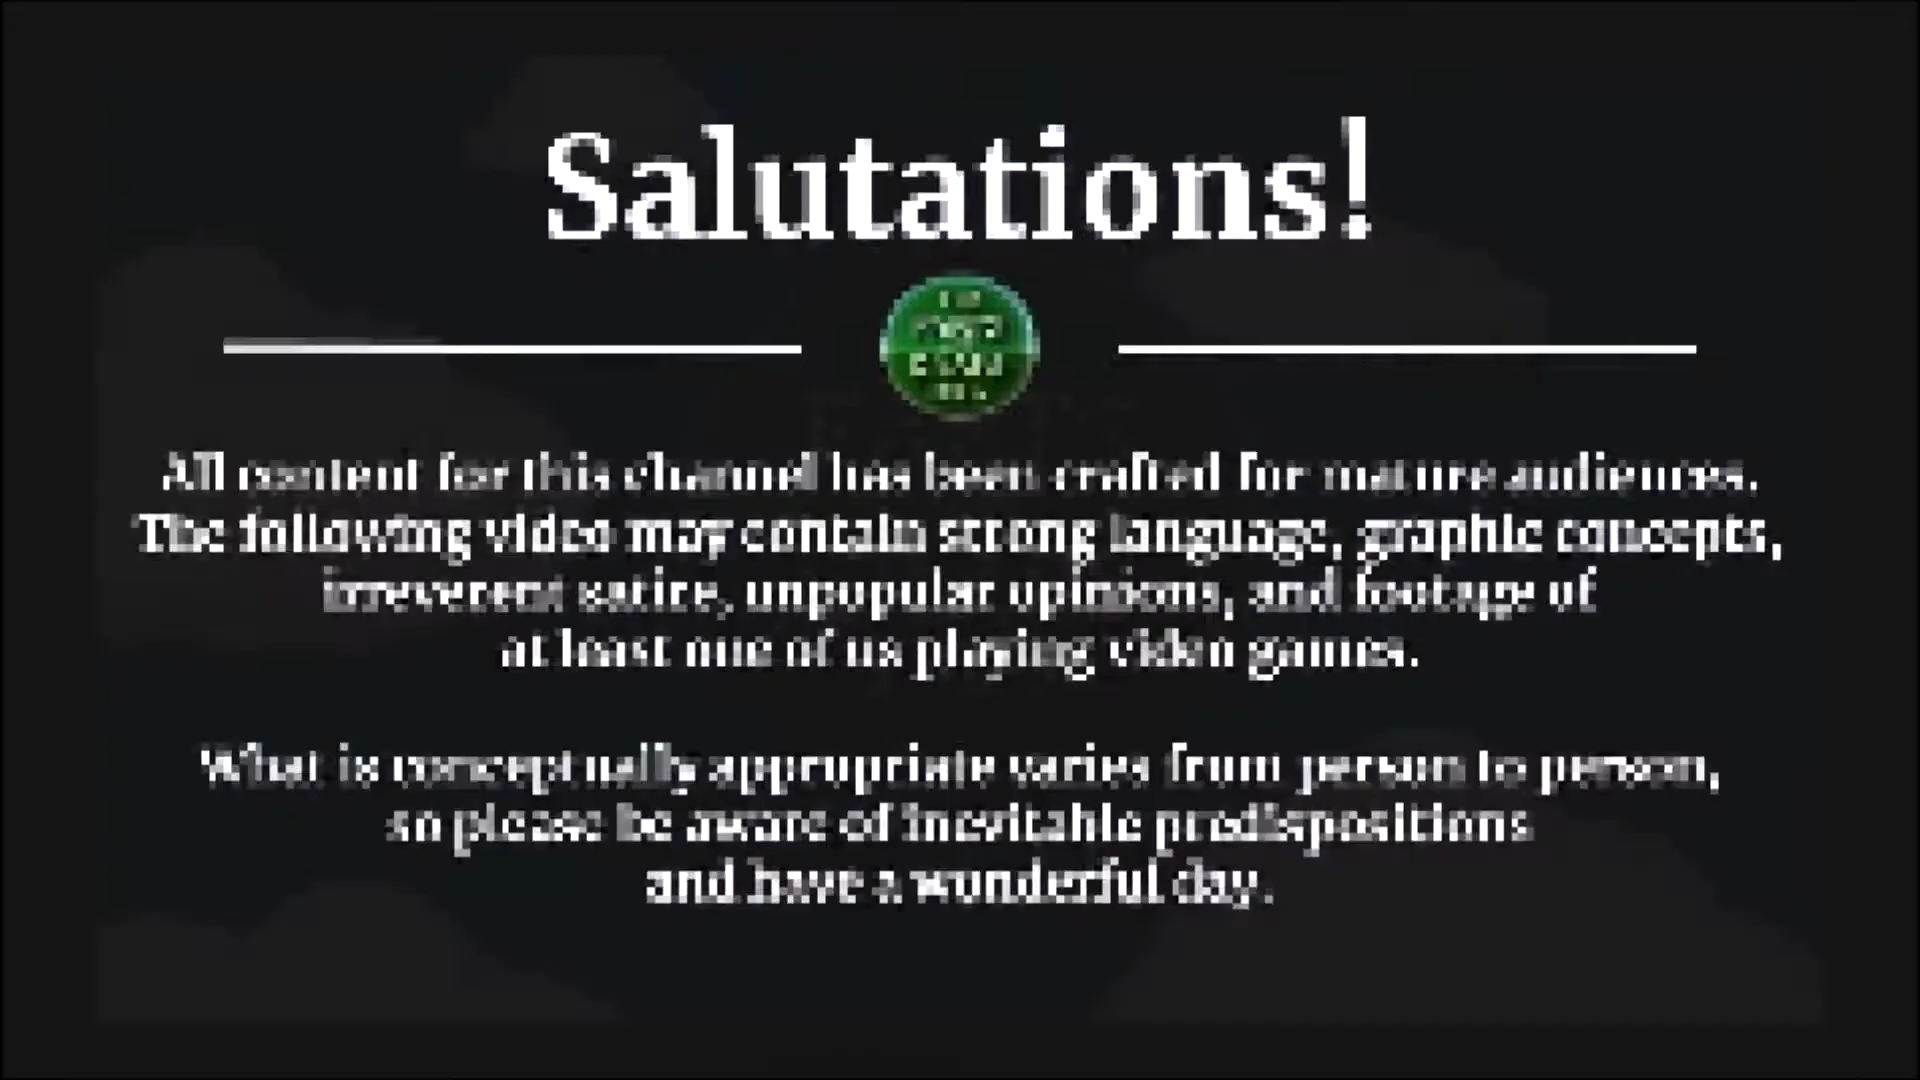 Salutations!
All content for this channel has been crafted for mature audiences.
The following video may contain strong language, graphic concepts,
irreverent satire, unpopular opinions, and footage of
at least one of us playing video games.
What is conceptually appropriate varies from person to person,
so please be aware of inevitable predispositions
and have a wonderful day.